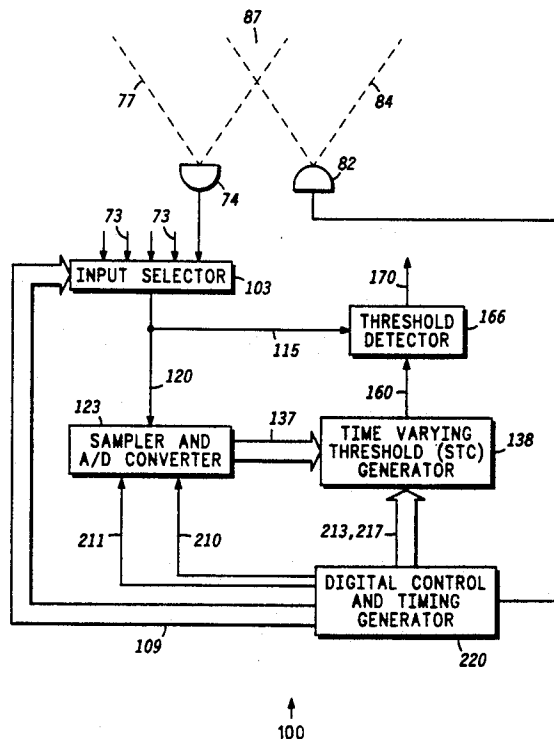 87
77
84
82
74
73
73
170
INPUT SELECTOR
103
THRESHOLD
DETECTOR
166
115
120
160
123
137
SAMPLER AND
A/D CONVERTER
TIME VARYING
THRESHOLD (STC)
GENERATOR
138
211
210
213,217
DIGITAL CONTROL
AND TIMING
GENERATOR
109
220
100